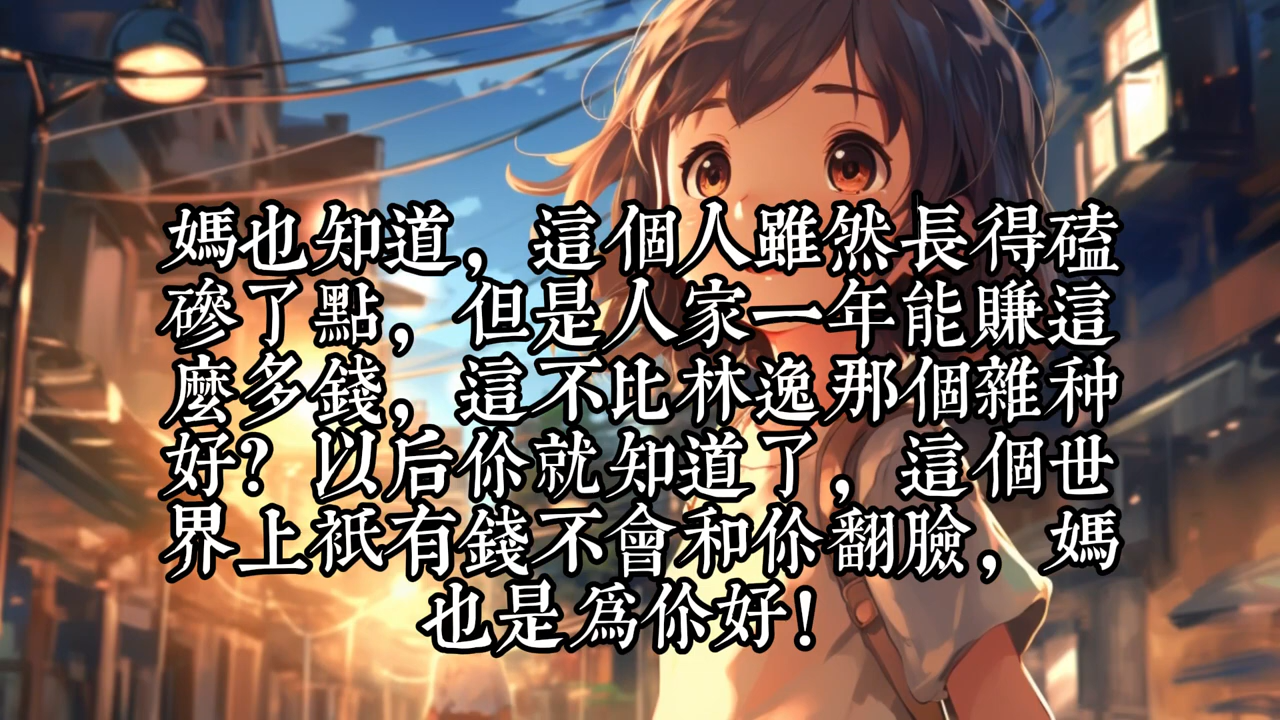 媽也知道，這個人雖然長得磕
磣了點，但是人家一年能賺這
麼多錢，這不比林逸那個雜种
好？以后你就知道了，這個世
界上衹有錢不會和你翻臉，媽
也是爲你好！